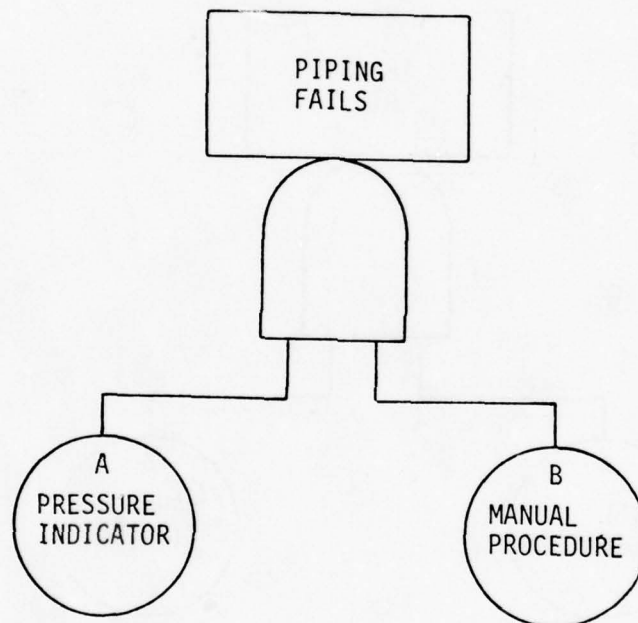 PIPING
FAILS
A
PRESSURE
INDICATOR
B
MANUAL
PROCEDURE